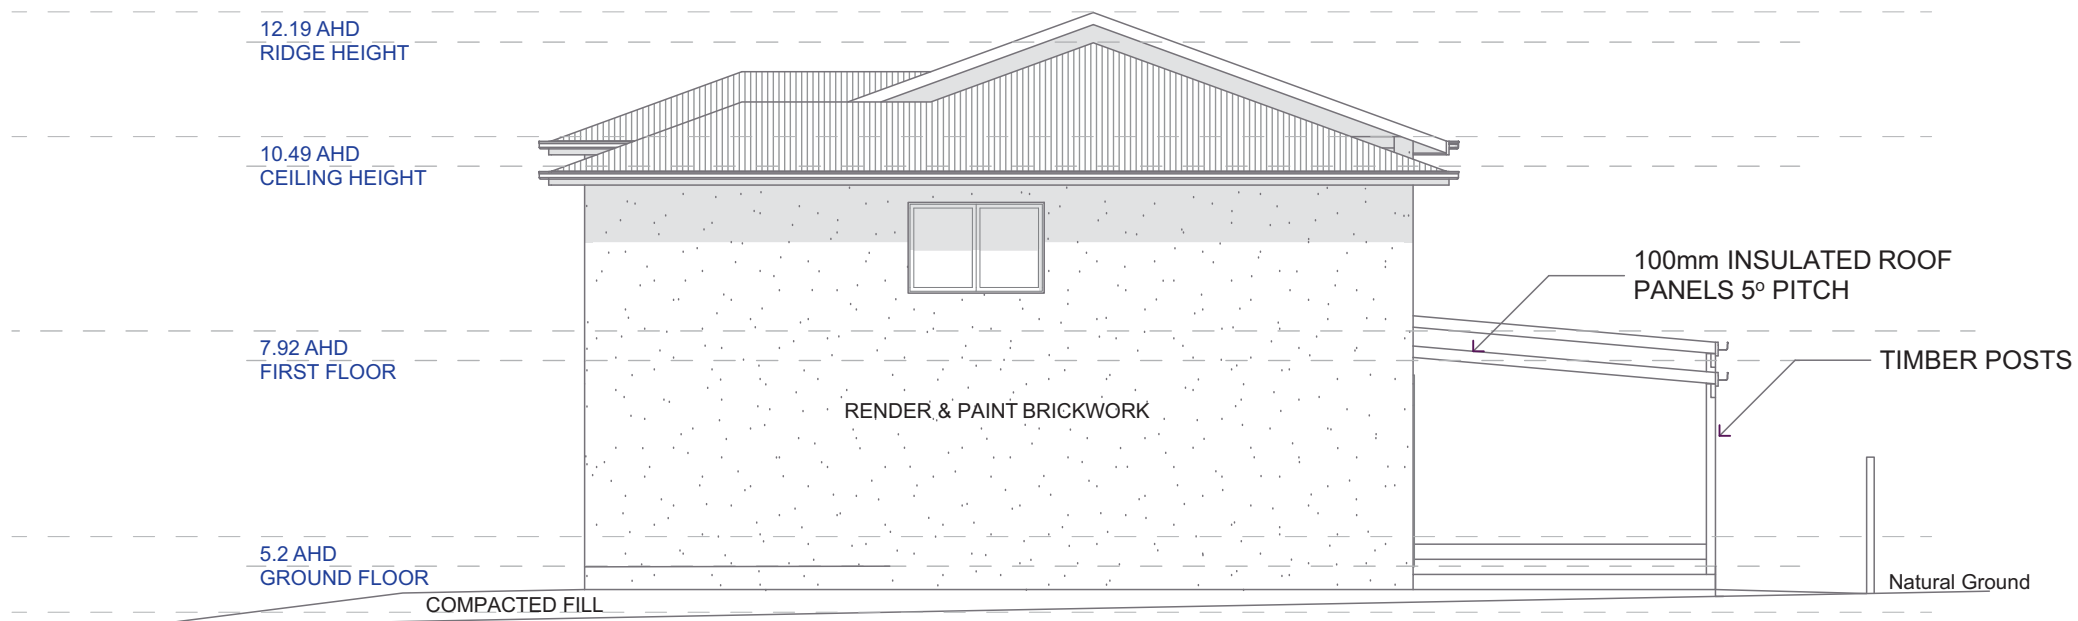 12.19 AHD
RIDGE HEIGHT
10.49 AHD
CEILING HEIGHT
100mm INSULATED ROOF
PANELS 5º PITCH
7.92 AHD
FIRST FLOOR
TIMBER POSTS
RENDER & PAINT BRICKWORK
5.2 AHD
GROUND FLOOR
Natural Ground
COMPACTED FILL